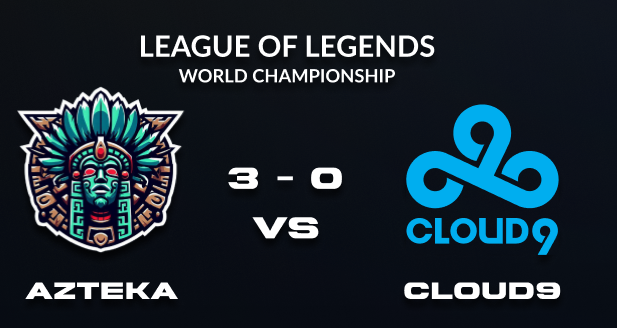 LEAGUE OF LEGENDS
WORLD CHAMPIONSHIP
3 - 0
VS
CLOUD9
AZTEKA
CLOUD9